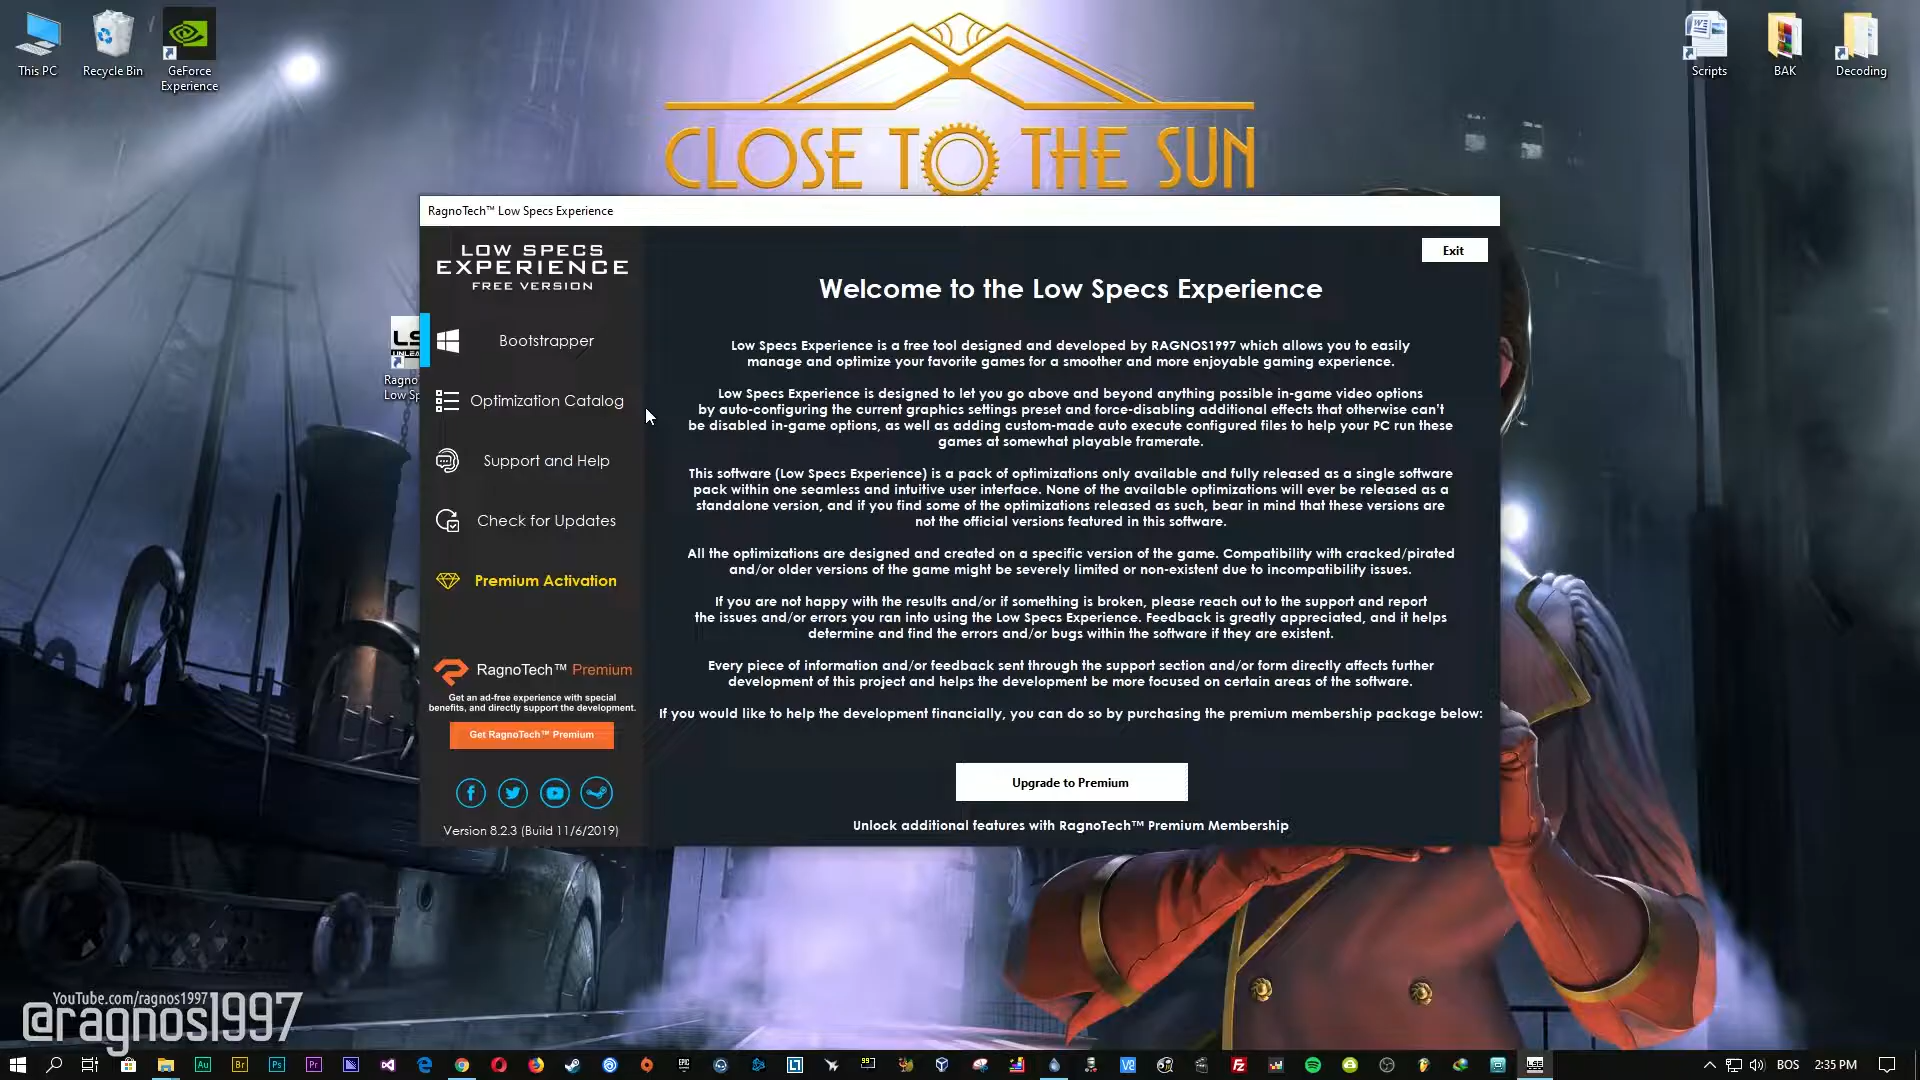 This PC
Recycle Bin
GeForce
Experience
Scripts
BAK
Decoding
CLOSE TO THE SUN
RagnoTech™ Low Specs Experience
LOW SPECS
EXPERIENCE
FREE VERSION
Exit
Welcome to the Low Specs Experience
Bootstrapper
Optimization Catalog
Support and Help
Check for Updates
Premium Activation
RagnoTech™ Premium
Get an ad-free experience with special
benefits, and directly support the development.
Get RagnoTech™ Premium
Version 8.2.3 (Build 11/6/2019)
Low Specs Experience is a free tool designed and developed by RAGNOS1997 which allows you to easily
manage and optimize your favorite games for a smoother and more enjoyable gaming experience.
Low Specs Experience is designed to let you go above and beyond anything possible in-game video options
by auto-configuring the current graphics settings preset and force-disabling additional effects that otherwise can't
be disabled in-game options, as well as adding custom-made auto execute configured files to help your PC run these
games at somewhat playable framerate.
This software (Low Specs Experience) is a pack of optimizations only available and fully released as a single software
pack within one seamless and intuitive user interface. None of the available optimizations will ever be released as a
standalone version, and if you find some of the optimizations released as such, bear in mind that these versions are
not the official versions featured in this software.
All the optimizations are designed and created on a specific version of the game. Compatibility with cracked/pirated
and/or older versions of the game might be severely limited or non-existent due to incompatibility issues.
If you are not happy with the results and/or if something is broken, please reach out to the support and report
the issues and/or errors you ran into using the Low Specs Experience. Feedback is greatly appreciated, and it helps
determine and find the errors and/or bugs within the software if they are existent.
Every piece of information and/or feedback sent through the support section and/or form directly affects further
development of this project and helps the development be more focused on certain areas of the software.
If you would like to help the development financially, you can do so by purchasing the premium membership package below:
Upgrade to Premium
Unlock additional features with RagnoTech™ Premium Membership
Ragno
Low Sp
YouTube.com/ragnos1997
@ragnos1997
BOS
2:35 PM